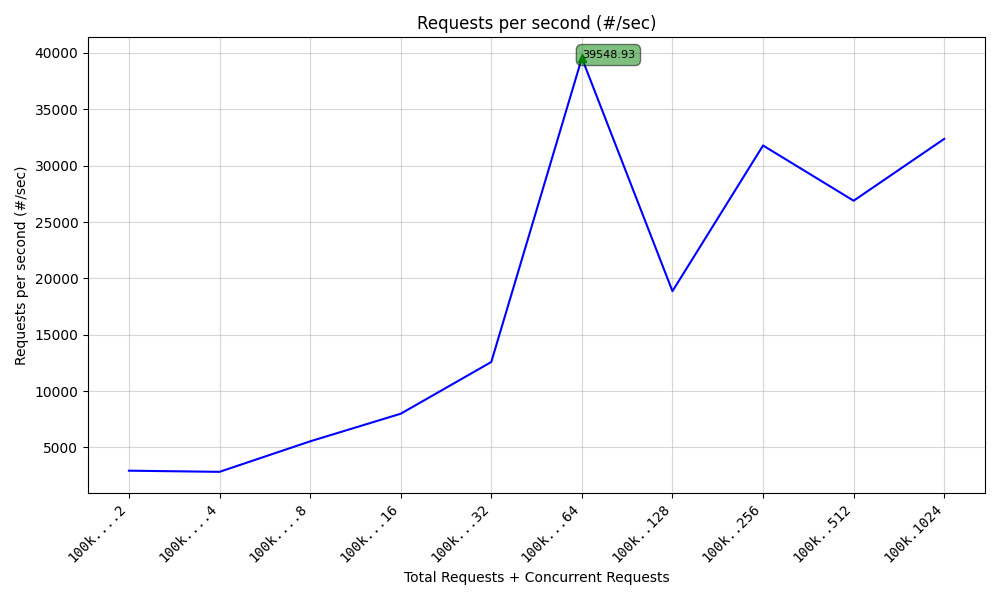 Requests per second (#/sec)
39548.93
40000
35000
30000
25000
20000
15000
10000
5000
Requests per second (#/sec)
100k....2
100k....4
100k....8
100k...16
100k...32
100k...64
100k..128
100k..256
100k..512
100k.1024
Total Requests + Concurrent Requests